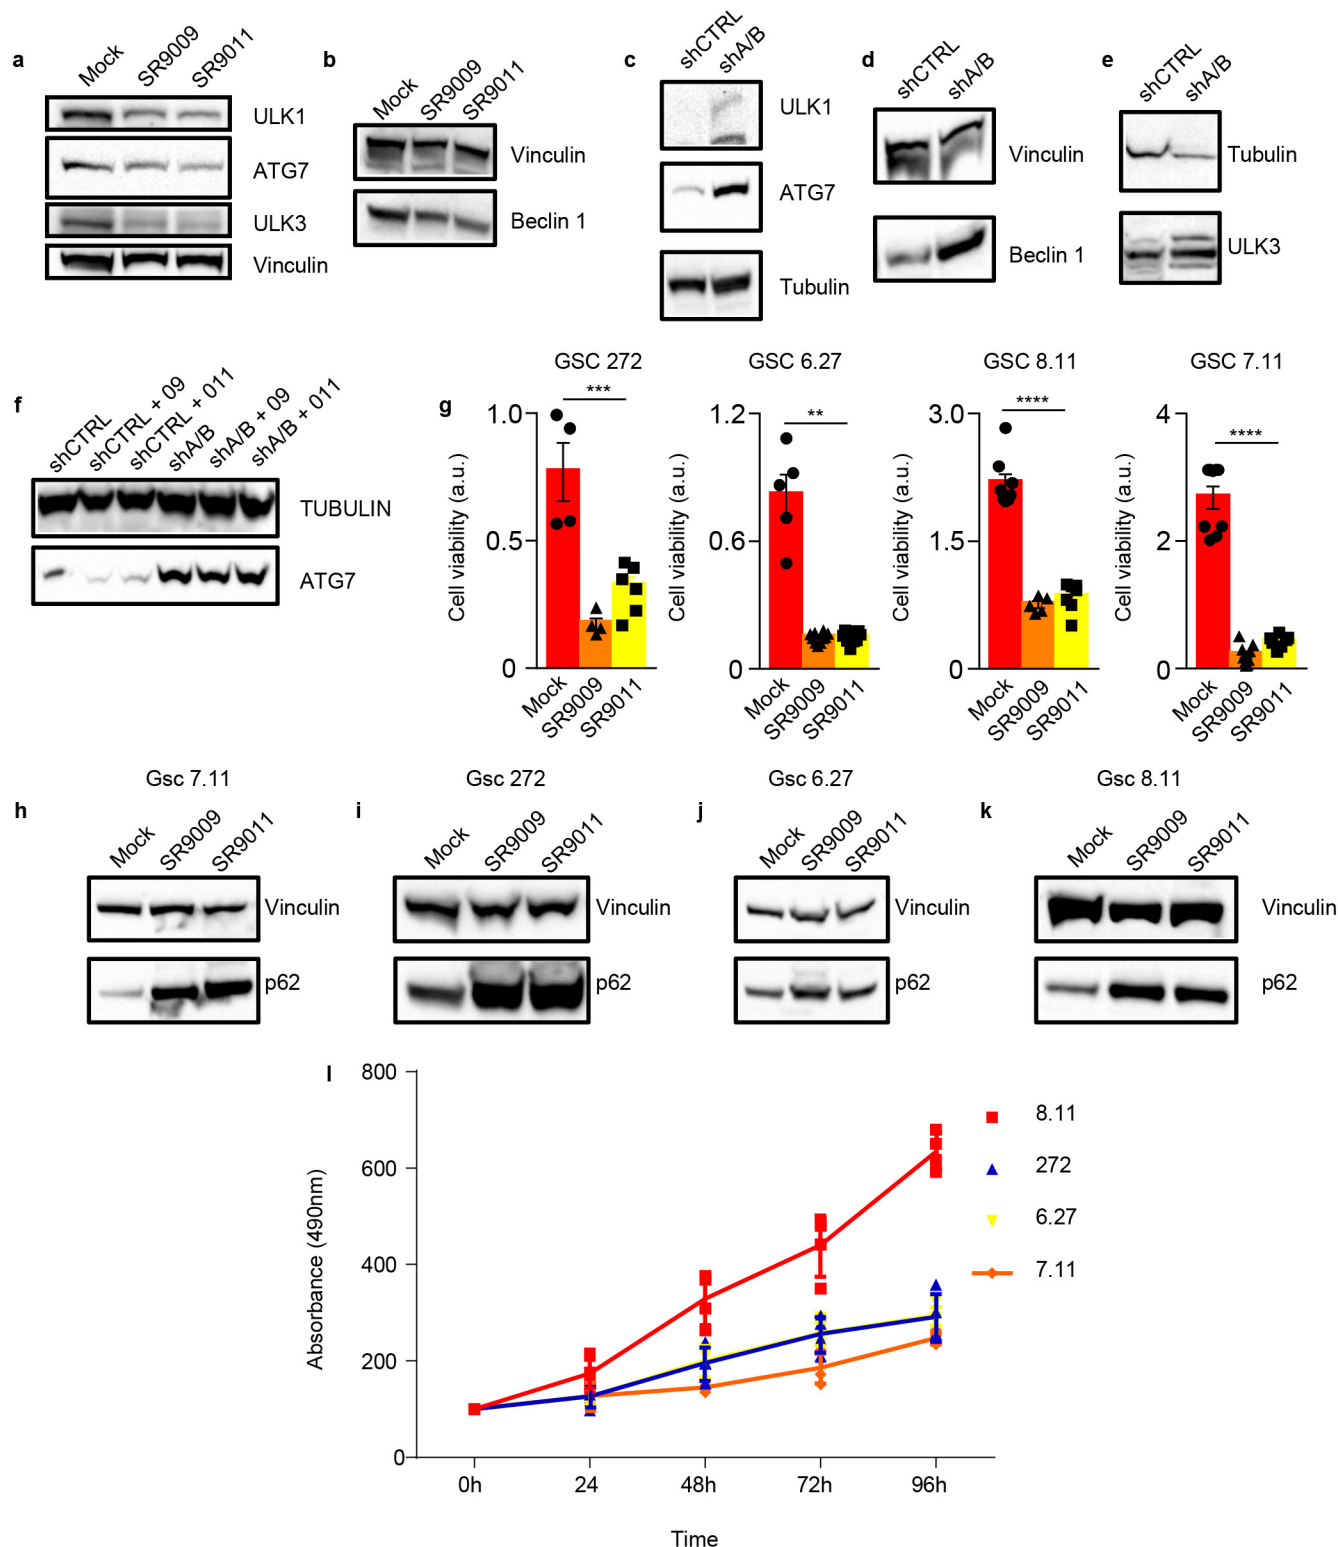 a
Mock
SR9009
SR9011
ULK1
ATG7
ULK3
Vinculin
b
Mock
SR9009
SR9011
Vinculin
Beclin 1
c
shCTRL
shA/B
ULK1
ATG7
Tubulin
d
shCTRL
shA/B
Vinculin
Beclin 1
e
shCTRL
shA/B
Tubulin
ULK3
f
shCTRL
shCTRL + 09
shCTRL + 011
shA/B
shA/B + 09
shA/B + 011
TUBULIN
ATG7
g
GSC 272
***
Cell viability (a.u.)
1.0
0.5
0
Mock
SR9009
SR9011
GSC 6.27
**
Cell viability (a.u.)
1.2
0.6
0
Mock
SR9009
SR9011
GSC 8.11
****
Cell viability (a.u.)
3.0
1.5
0
Mock
SR9009
SR9011
GSC 7.11
****
Cell viability (a.u.)
4
2
0
Mock
SR9009
SR9011
h
Gsc 7.11
Mock
SR9009
SR9011
Vinculin
p62
i
Gsc 272
Mock
SR9009
SR9011
Vinculin
p62
j
Gsc 6.27
Mock
SR9009
SR9011
Vinculin
p62
k
Gsc 8.11
Mock
SR9009
SR9011
Vinculin
p62
l
Absorbance (490nm)
800
600
400
200
0
0h
24
48h
72h
96h
Time
8.11
272
6.27
7.11